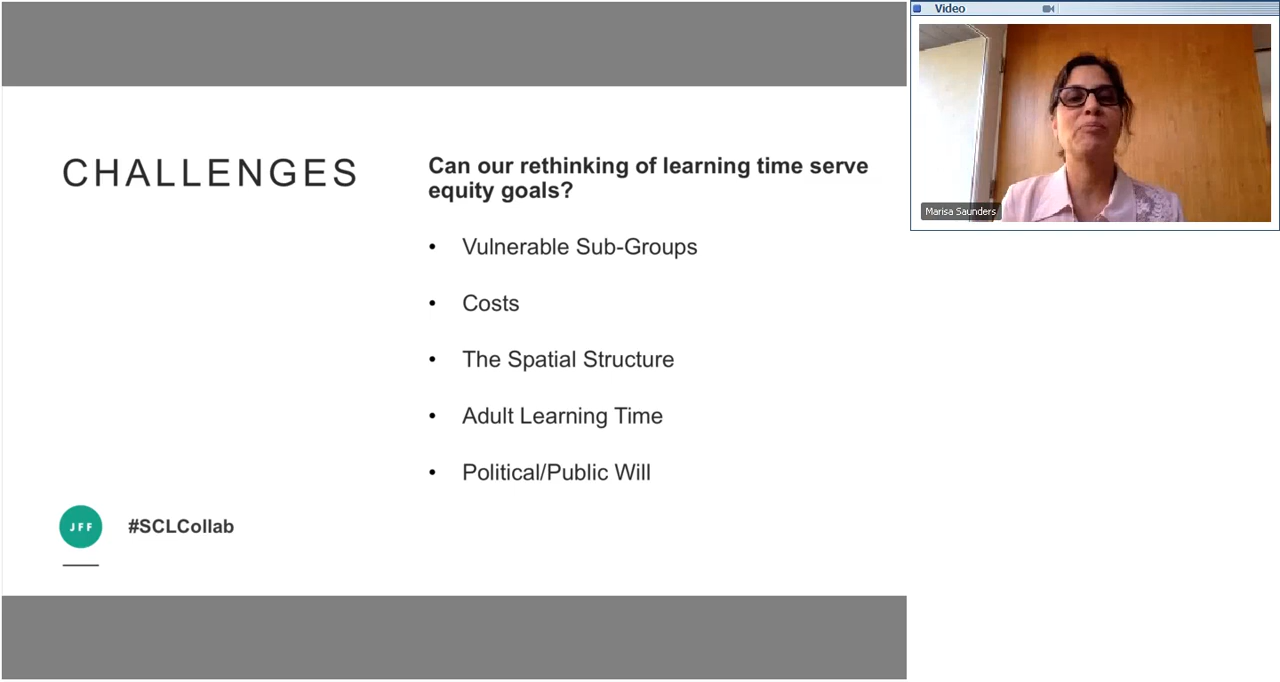 CHALLENGES
Can our rethinking of learning time serve
equity goals?
• Vulnerable Sub-Groups
• Costs
• The Spatial Structure
• Adult Learning Time
• Political/Public Will
JFF
#SCLCollab
Video
Marisa Saunders